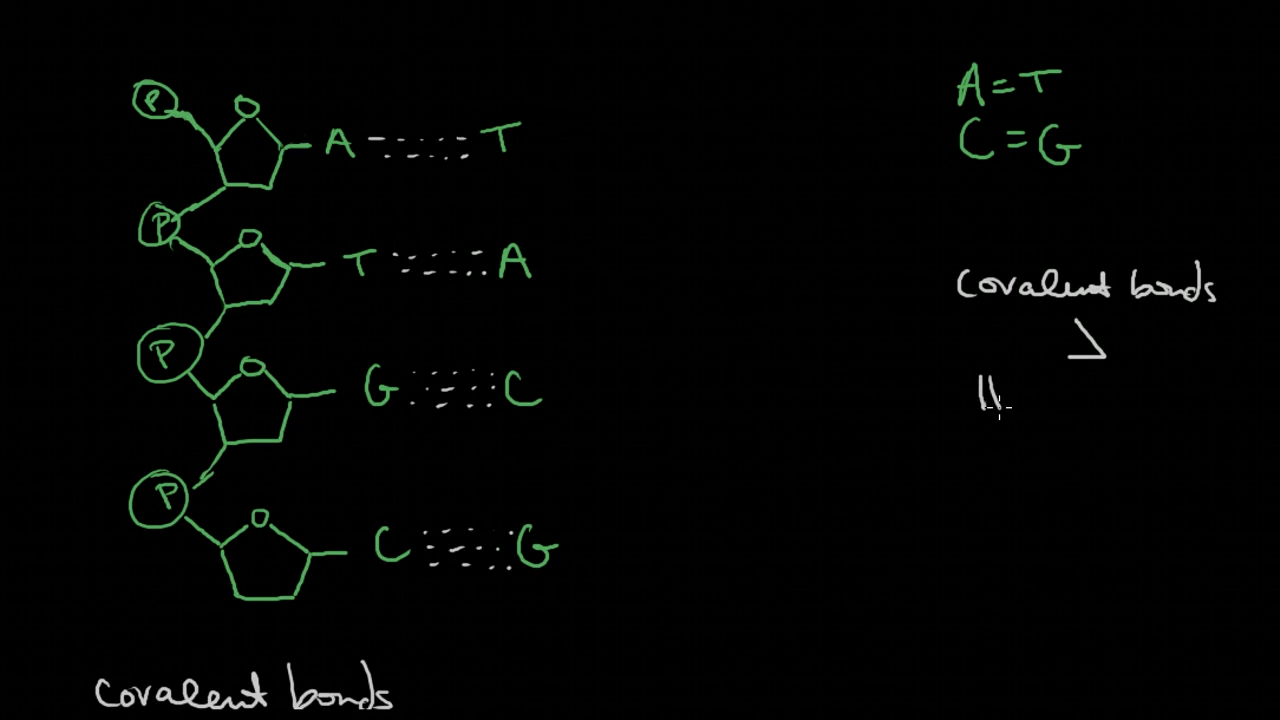 P
O
A T
P
O
T A
P
O
G C
P
O
C G
covalent bonds
A = T
C = G
covalent bonds
>